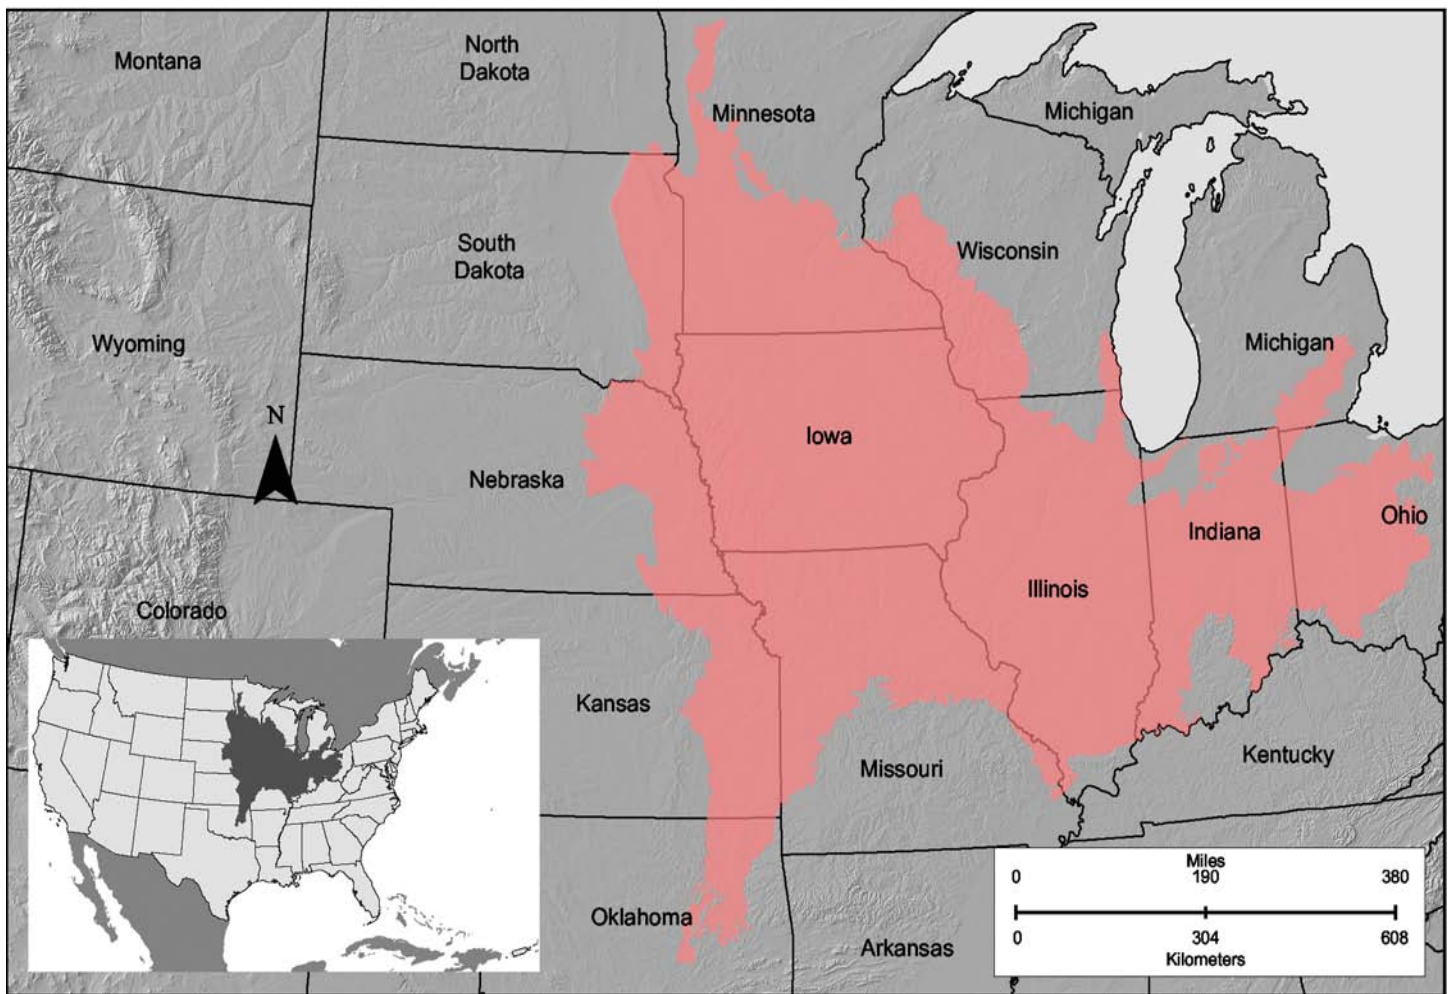 Montana
North
Dakota
Minnesota
Michigan
South
Dakota
Wisconsin
Wyoming
Michigan
N
Iowa
Nebraska
Ohio
Indiana
Illinois
Colorado
Kansas
Missouri
Kentucky
Oklahoma
Arkansas
Miles
0 190 380
0 304 608
Kilometers